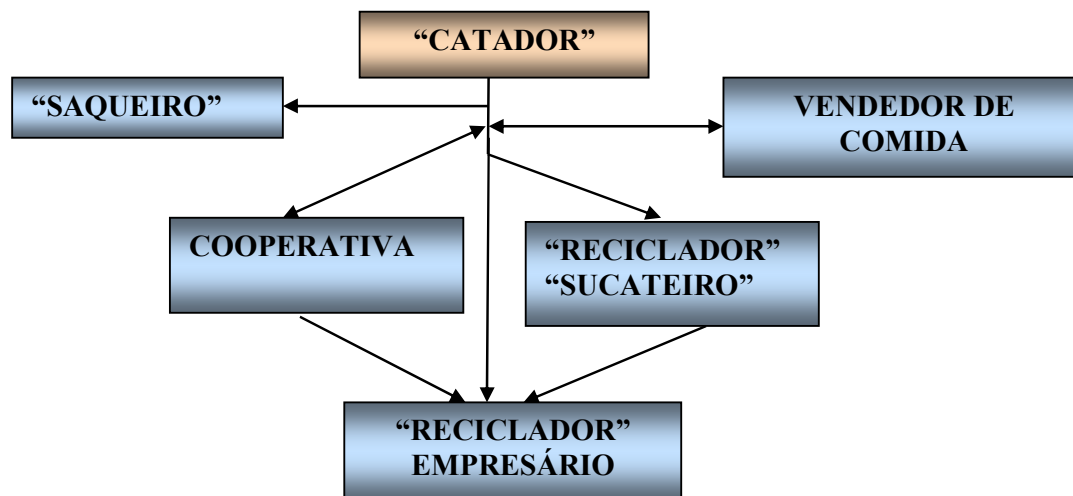 “CATADOR”
“SAQUEIRO”
VENDEDOR DE
COMIDA
COOPERATIVA
“RECICLADOR”
“SUCATEIRO”
“RECICLADOR”
EMPRESÁRIO